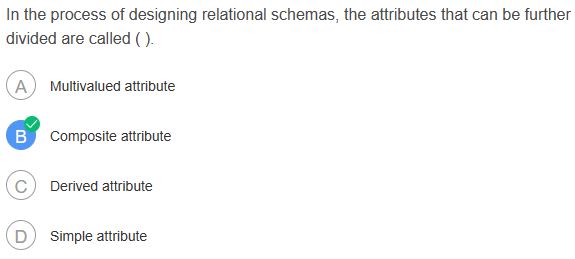 In the process of designing relational schemas, the attributes that can be further
divided are called ( ).
A Multivalued attribute
B Composite attribute
C Derived attribute
D Simple attribute